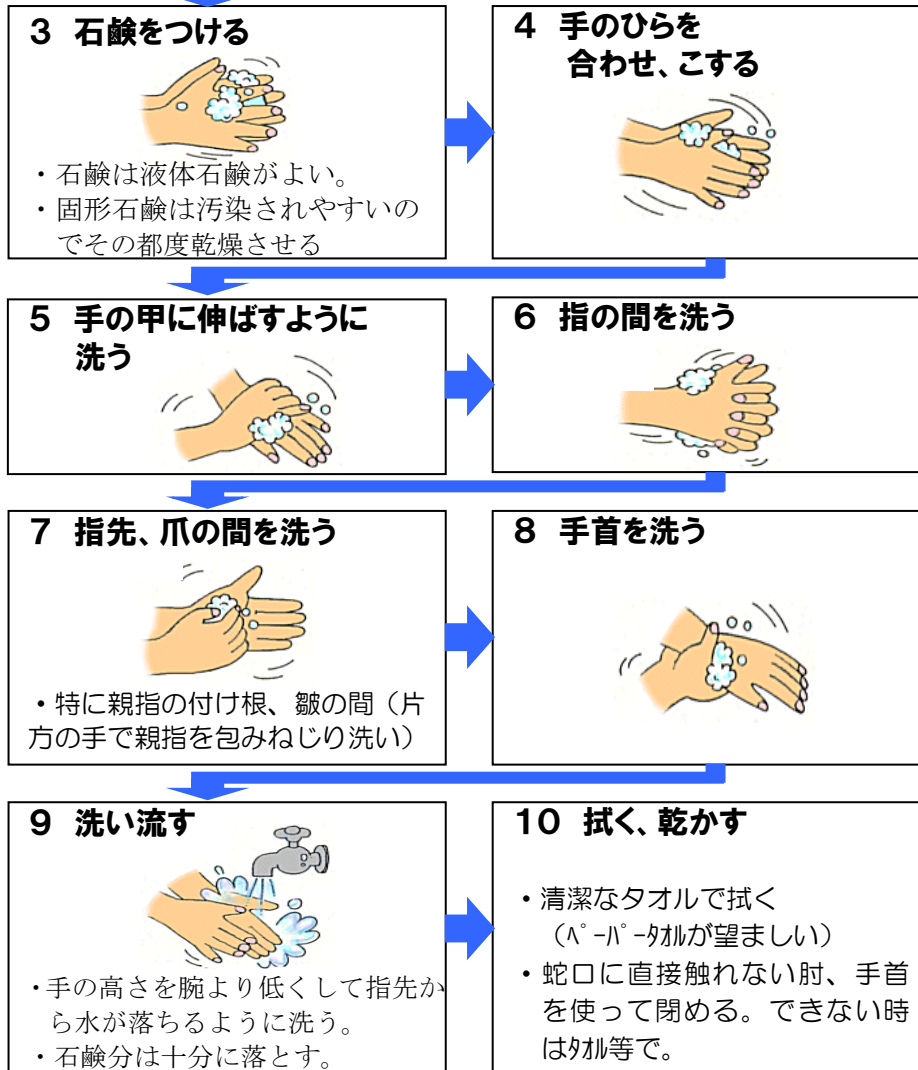 3 石鹸をつける
・石鹸は液体石鹸がよい。
・固形石鹸は汚染されやすいの
でその都度乾燥させる
4 手のひらを
合わせ、こする
5 手の甲に伸ばすように
洗う
6 指の間を洗う
7 指先、爪の間を洗う
・特に親指の付け根、皺の間（片
方の手で親指を包みねじり洗い）
8 手首を洗う
9 洗い流す
・手の高さを腕より低くして指先か
ら水が落ちるように洗う。
・石鹸分は十分に落とす。
10 拭く、乾かす
・清潔なタオルで拭く
（ﾍﾟｰﾊﾟｰﾀｵﾙが望ましい）
・蛇口に直接触れない肘、手首
を使って閉める。できない時
はﾀｵﾙ等で。